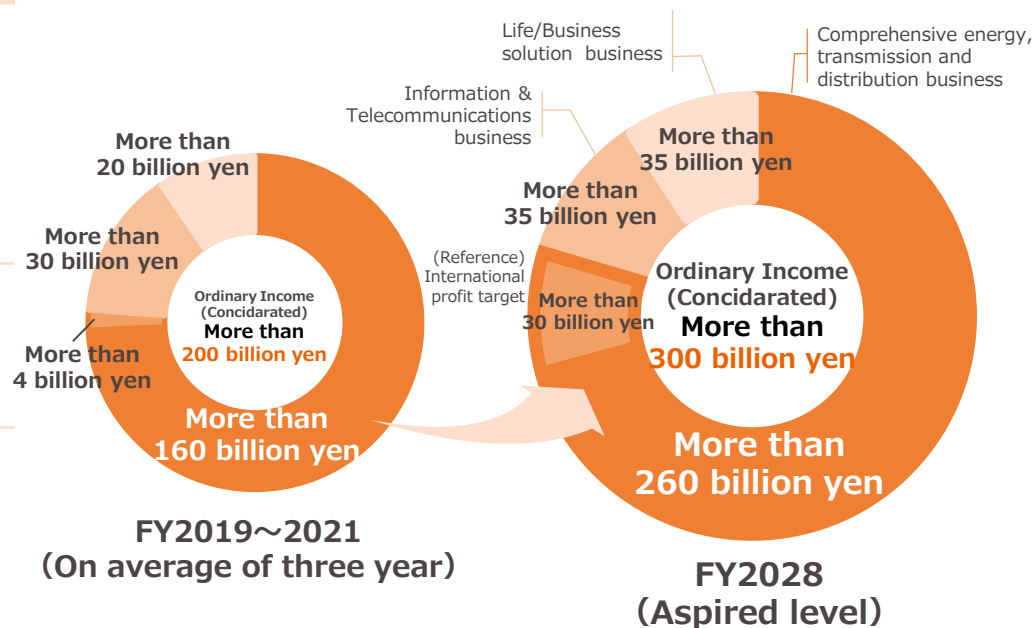 Life/Business
solution business
Comprehensive energy,
transmission and
distribution business
Information &
Telecommunications
business
More than
20 billion yen
More than
30 billion yen
More than
4 billion yen
Ordinary Income
(Concidarated)
More than
200 billion yen
More than
160 billion yen
FY2019～2021
（On average of three year）
More than
35 billion yen
More than
35 billion yen
(Reference)
International
profit target
More than
30 billion yen
Ordinary Income
(Concidarated)
More than
300 billion yen
More than
260 billion yen
FY2028
（Aspired level）